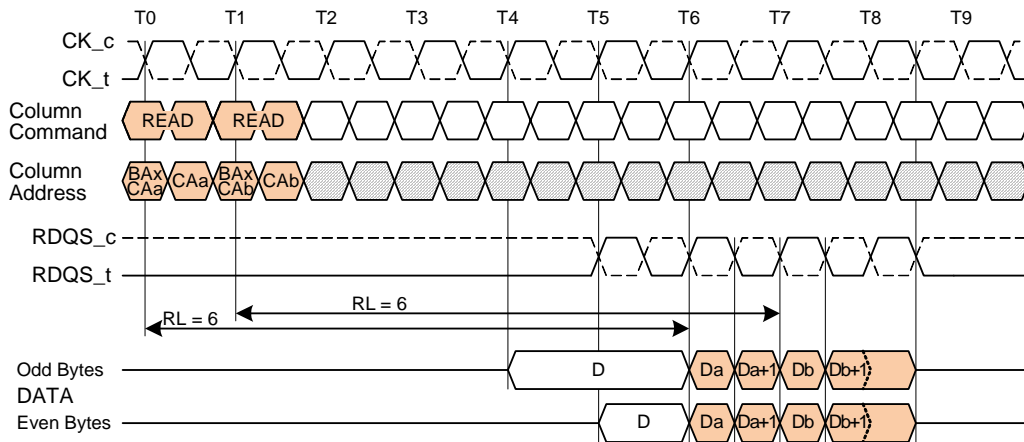 T0 T1 T2 T3 T4 T5 T6 T7 T8 T9
CK_c
CK_t
Column
Command
READ READ
Column
Address
BAx
CAa
CAa
BAx
CAb
CAb
RDQS_c
RDQS_t
RL = 6
RL = 6
Odd Bytes
D Da Da+1 Db Db+1
DATA
Even Bytes
D Da Da+1 Db Db+1